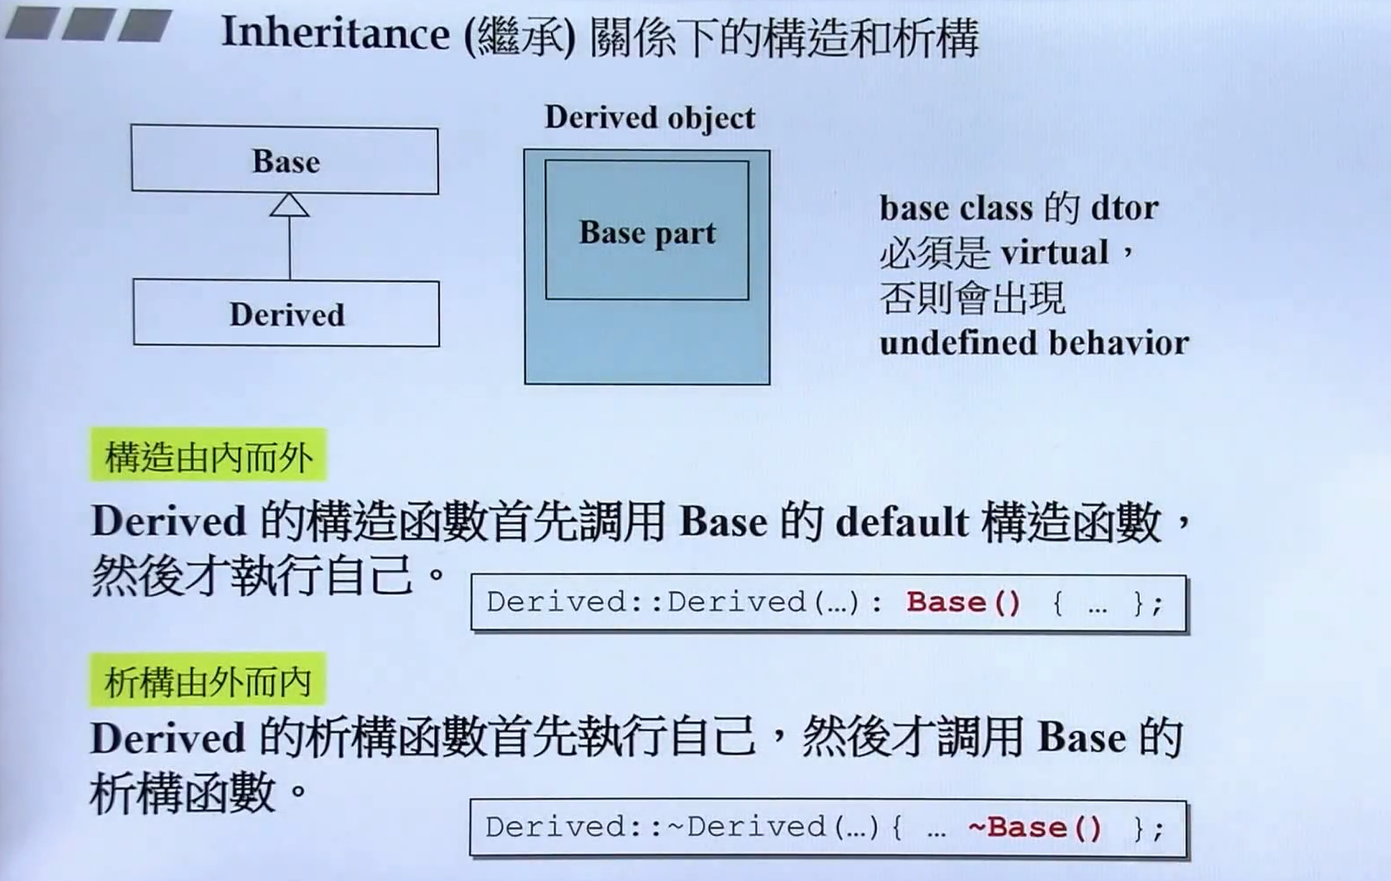 Inheritance (繼承) 關係下的構造和析構
Derived object
Base
Base part
Derived
base class 的 dtor
必須是 virtual，
否則會出現
undefined behavior
構造由內而外
Derived 的構造函數首先調用 Base 的 default 構造函數，
然後才執行自己。
Derived::Derived(…): Base() { … };
析構由外而內
Derived 的析構函數首先執行自己，然後才調用 Base 的
析構函數。
Derived::~Derived(…){ … ~Base() };